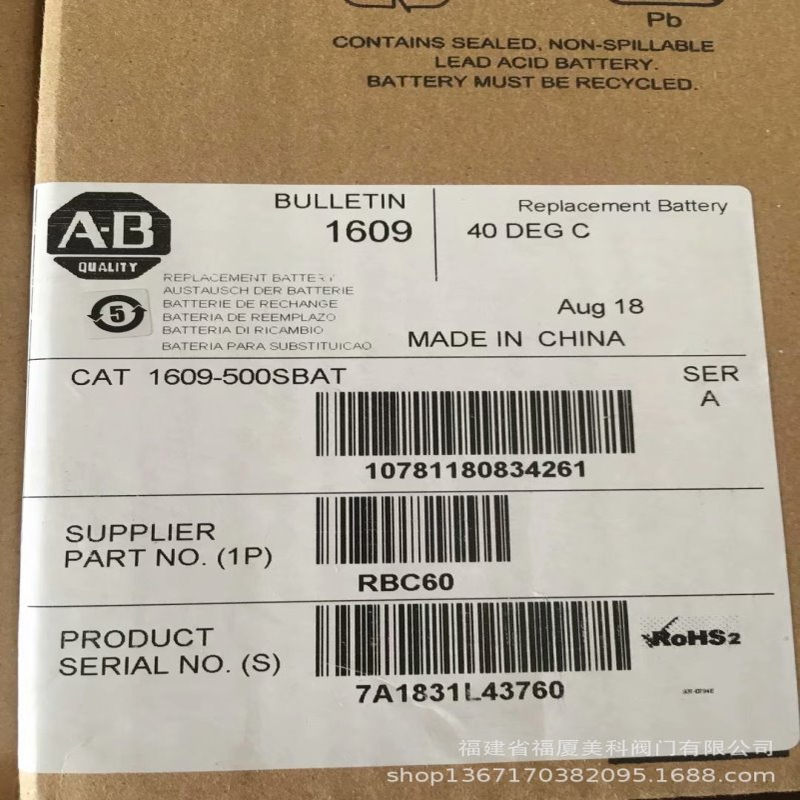 Pb
CONTAINS SEALED, NON-SPILLABLE
LEAD ACID BATTERY.
BATTERY MUST BE RECYCLED.
A-B
QUALITY
BULLETIN
1609
Replacement Battery
40 DEG C
REPLACEMENT BATTERY
AUSTAUSCH DER BATTERIE
BATTERIE DE RECHANGE
BATERIA DE REEMPLAZO
BATTERIA DI RICAMBIO
BATERIA PARA SUBSTITUICAO
5
Aug 18
MADE IN CHINA
CAT 1609-500SBAT
SER
A
10781180834261
SUPPLIER
PART NO. (1P)
RBC60
PRODUCT
SERIAL NO. (S)
7A1831L43760
RoHS2
福建省福厦美科阀门有限公司
shop1367170382095.1688.com